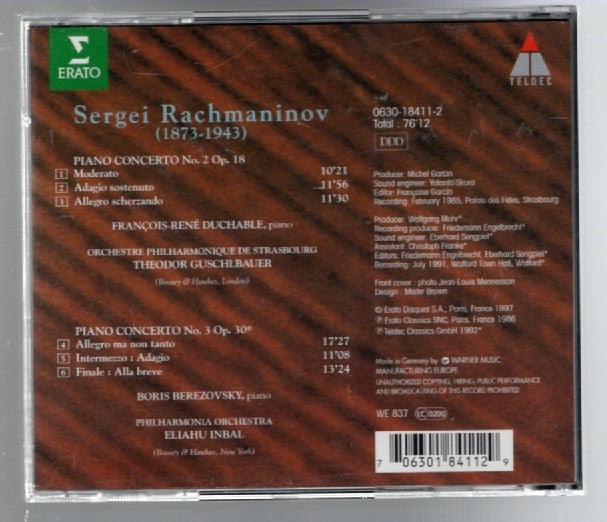 ERATO
TELDEC
Sergei Rachmaninov
(1873-1943)
PIANO CONCERTO No. 2 Op. 18
1 Moderato 10'21
2 Adagio sostenuto 11'56
3 Allegro scherzando 11'30
FRANÇOIS-RENÉ DUCHABLE, piano
ORCHESTRE PHILHARMONIQUE DE STRASBOURG
THEODOR GUSCHLBAUER
(Boosey & Hawkes, London)
PIANO CONCERTO No. 3 Op. 30*
4 Allegro ma non tanto 17'27
5 Intermezzo : Adagio 11'08
6 Finale : Alla breve 13'24
BORIS BEREZOVSKY, piano
PHILHARMONIA ORCHESTRA
ELIAHU INBAL
(Boosey & Hawkes, New York)
0630-18411-2
Total : 76'12
DDD
Producer: Michel Garcin
Sound engineer: Yolanta Skura
Editor: Françoise Garcin
Recording: February 1985, Palais des Fêtes, Strasbourg
Producer: Wolfgang Mohr*
Recording producer: Friedemann Engelbrecht*
Sound engineer: Eberhard Sengpiel*
Assistant: Christoph Franke*
Editors: Friedemann Engelbrecht, Eberhard Sengpiel*
Recording: July 1991, Watford Town Hall, Watford*
Front cover : photo Jean-Louis Mennesson
Design : Mister Brown
© Erato Disques S.A., Paris, France 1997
℗ Erato Classics SNC, Paris, France 1986
℗ Teldec Classics GmbH 1992*
Made in Germany by WARNER MUSIC
MANUFACTURING EUROPE
UNAUTHORIZED COPYING, HIRING, PUBLIC PERFORMANCE
AND BROADCASTING OF THIS RECORD PROHIBITED
WE 837 LC 0200
7 06301 84112 9